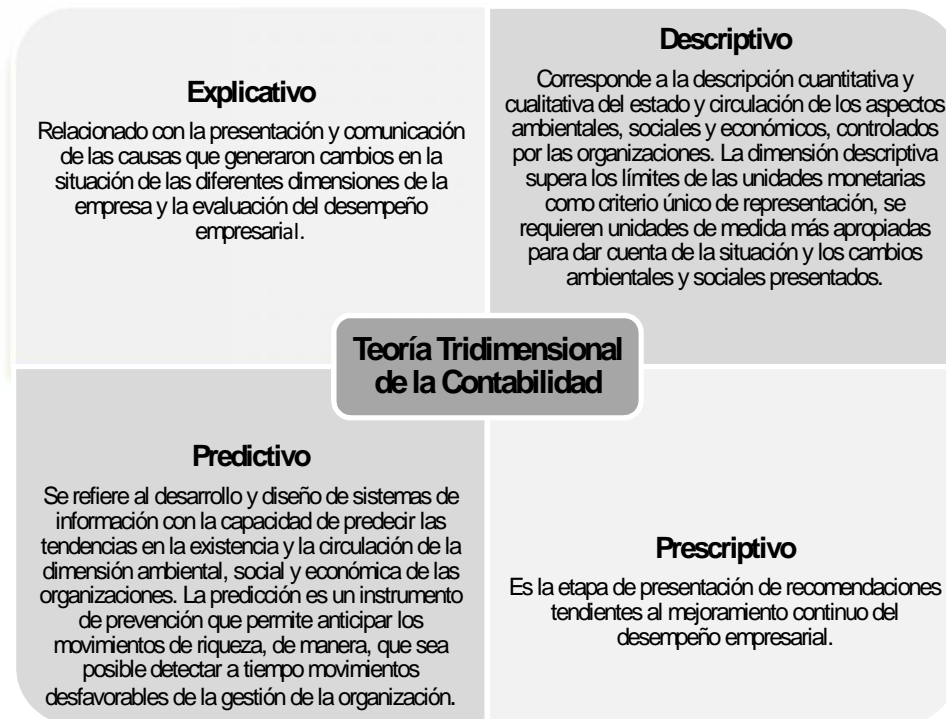 Explicativo
Relacionado con la presentación y comunicación
de las causas que generaron cambios en la
situación de las diferentes dimensiones de la
empresa y la evaluación del desempeño
empresarial.
Descriptivo
Corresponde a la descripción cuantitativa y
cualitativa del estado y circulación de los aspectos
ambientales, sociales y económicos, controlados
por las organizaciones. La dimensión descriptiva
supera los límites de las unidades monetarias
como criterio único de representación, se
requieren unidades de medida más apropiadas
para dar cuenta de la situación y los cambios
ambientales y sociales presentados.
Teoría Tridimensional
de la Contabilidad
Predictivo
Se refiere al desarrollo y diseño de sistemas de
información con la capacidad de predecir las
tendencias en la existencia y la circulación de la
dimensión ambiental, social y económica de las
organizaciones. La predicción es un instrumento
de prevención que permite anticipar los
movimientos de riqueza, de manera, que sea
posible detectar a tiempo movimientos
desfavorables de la gestión de la organización.
Prescriptivo
Es la etapa de presentación de recomendaciones
tendientes al mejoramiento continuo del
desempeño empresarial.